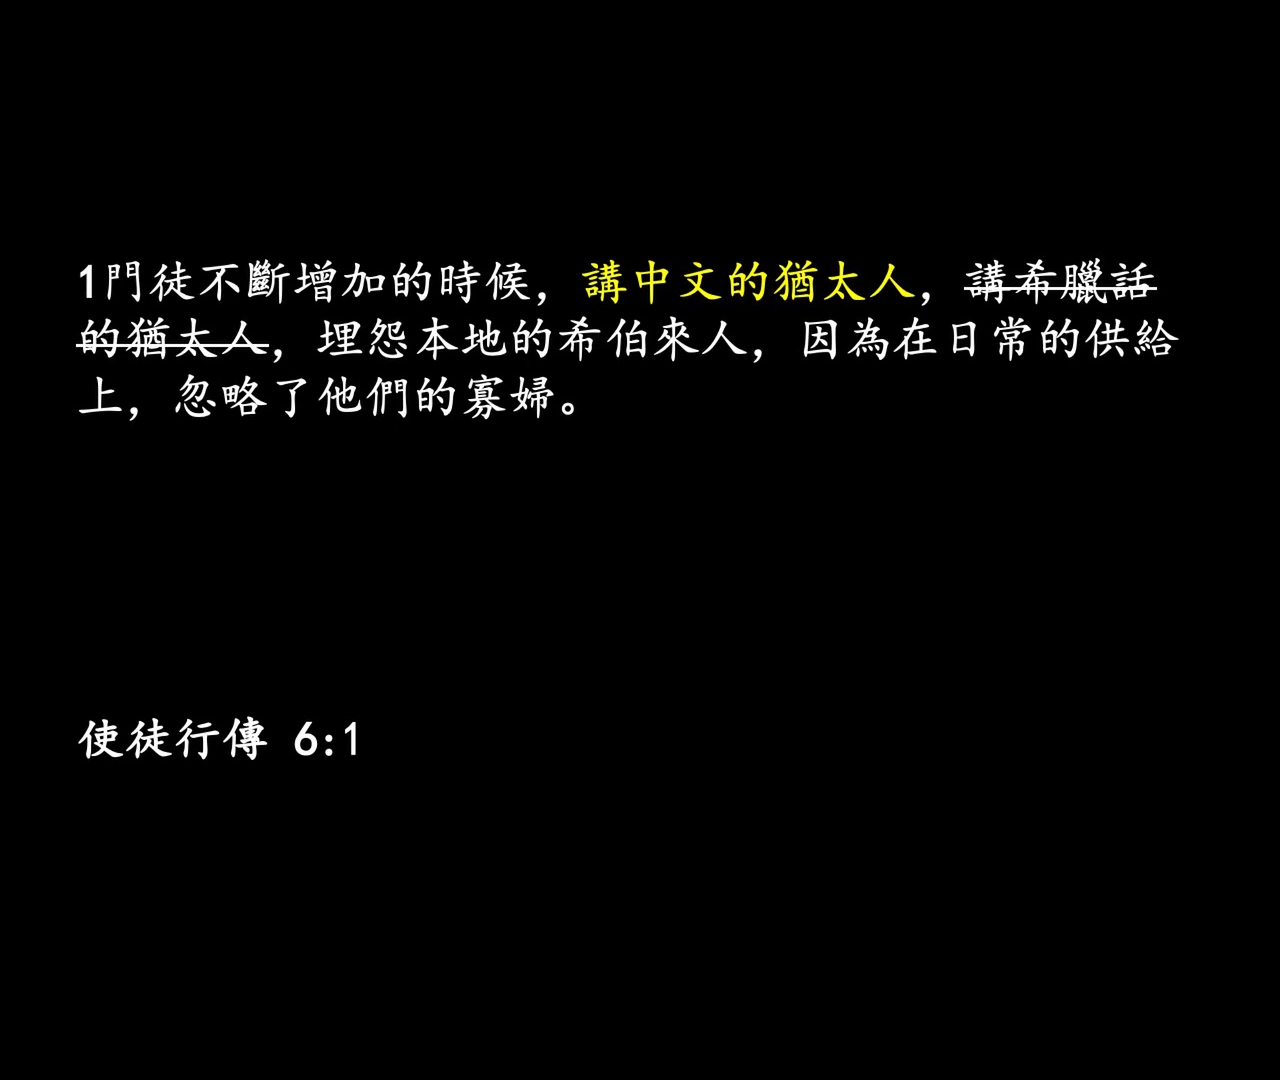 1門徒不斷增加的時候，講中文的猶太人，講希臘話
的猶太人，埋怨本地的希伯來人，因為在日常的供給
上，忽略了他們的寡婦。
使徒行傳 6:1